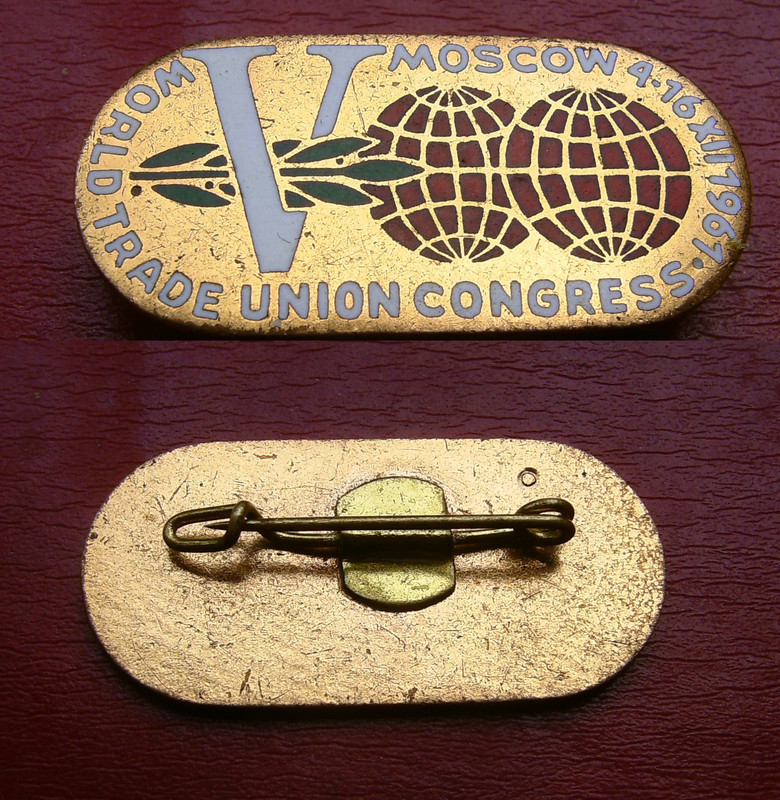 V
MOSCOW 4-16 XII 1961.
WORLD TRADE UNION CONGRESS